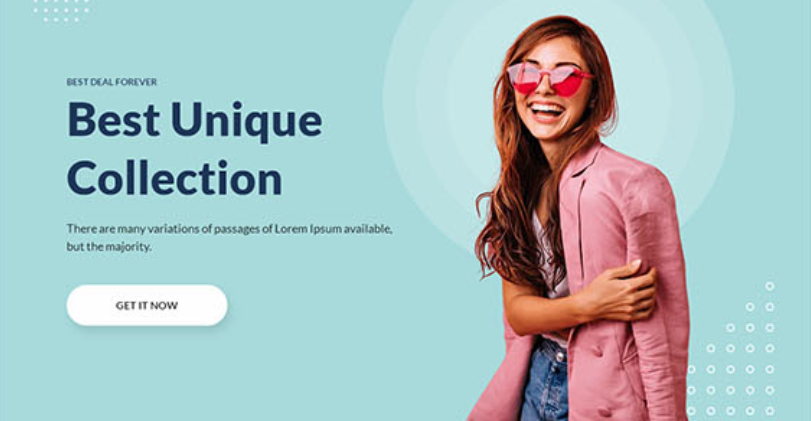 BEST DEAL FOREVER
Best Unique
Collection
There are many variations of passages of Lorem Ipsum available,
but the majority.
GET IT NOW